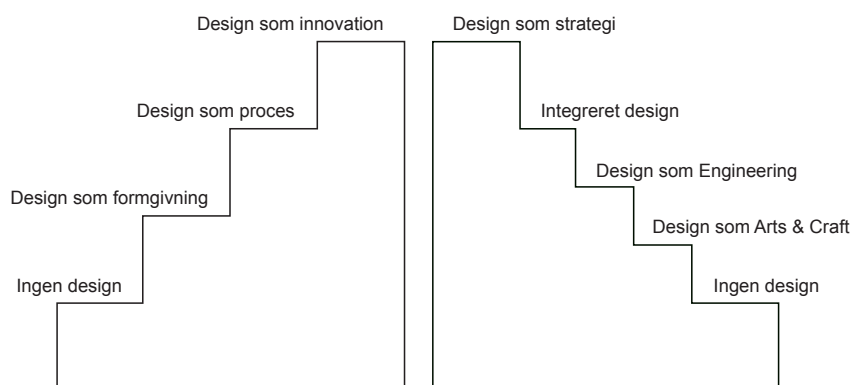 Design som innovation
Design som strategi
Design som proces
Integreret design
Design som Engineering
Design som formgivning
Design som Arts & Craft
Ingen design
Ingen design